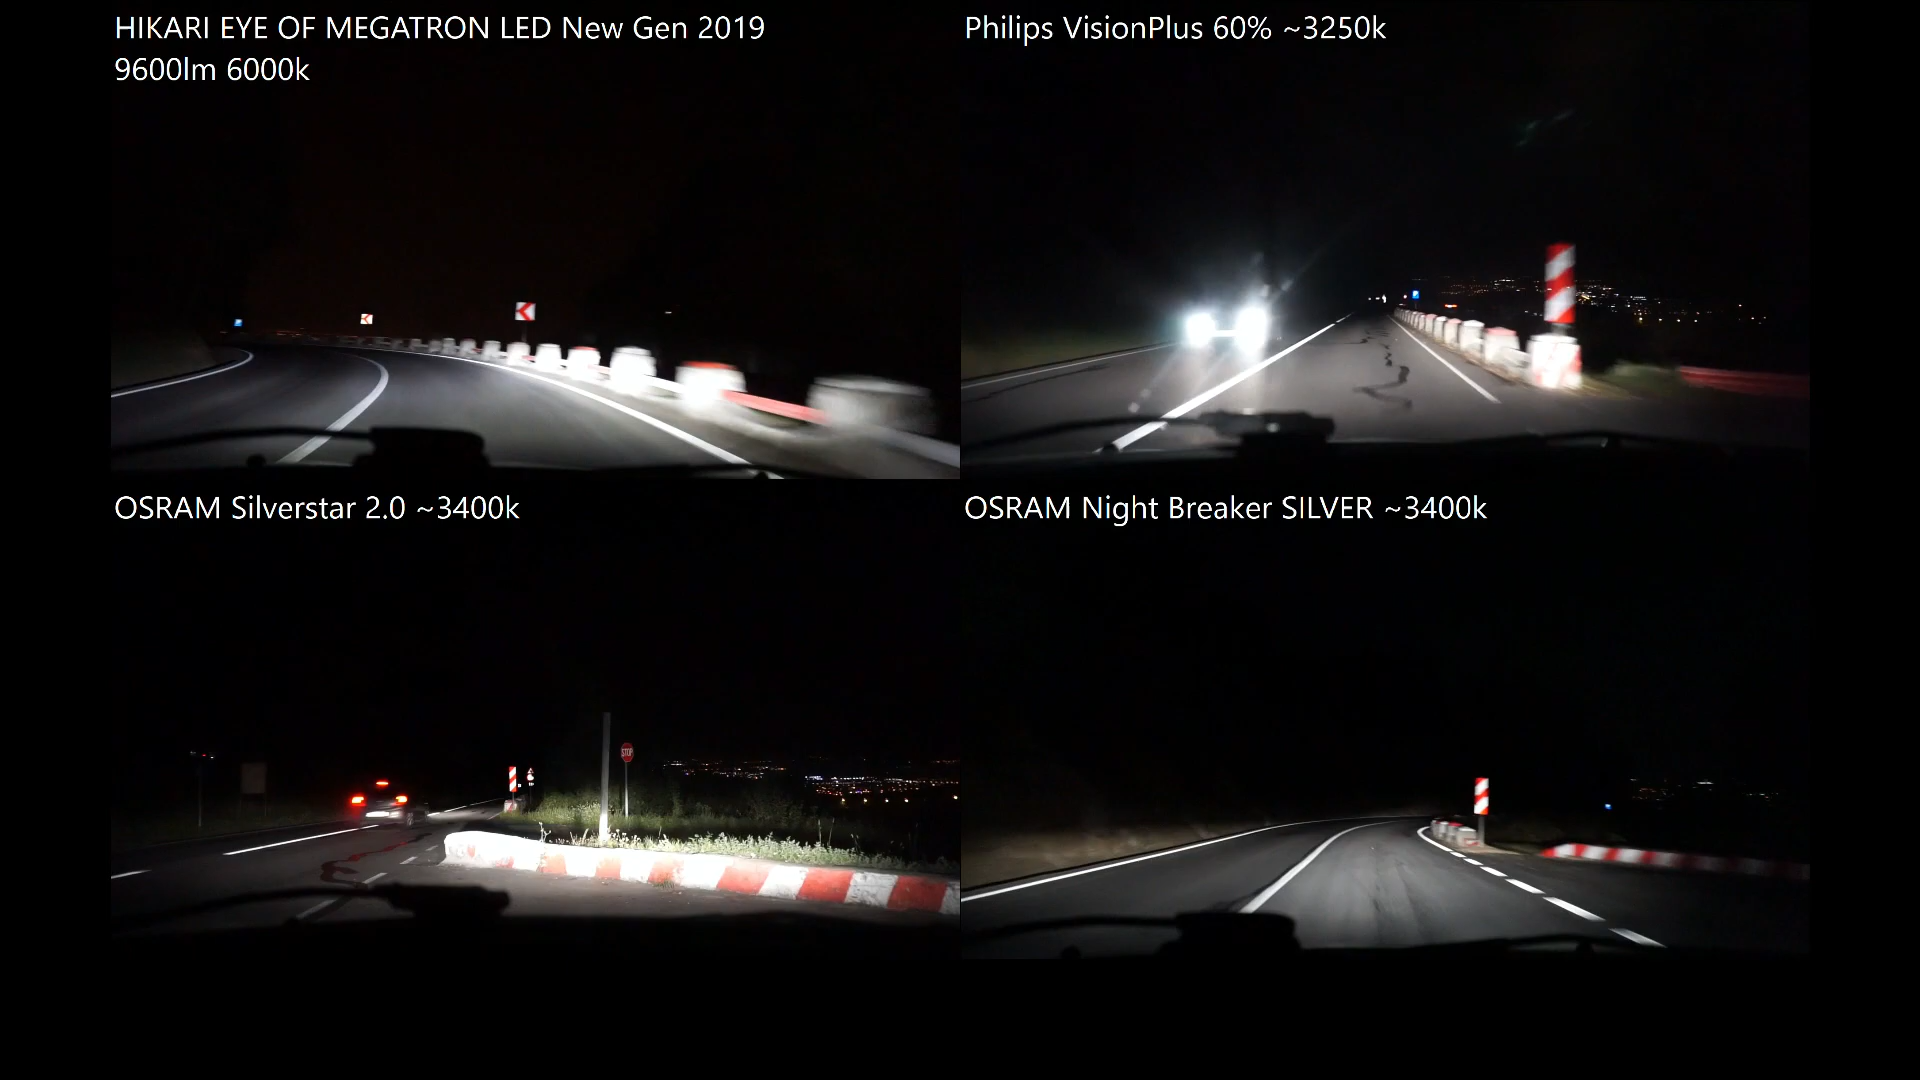 HIKARI EYE OF MEGATRON LED New Gen 2019
9600lm 6000k
Philips VisionPlus 60% ~3250k
OSRAM Silverstar 2.0 ~3400k
STOP
OSRAM Night Breaker SILVER ~3400k